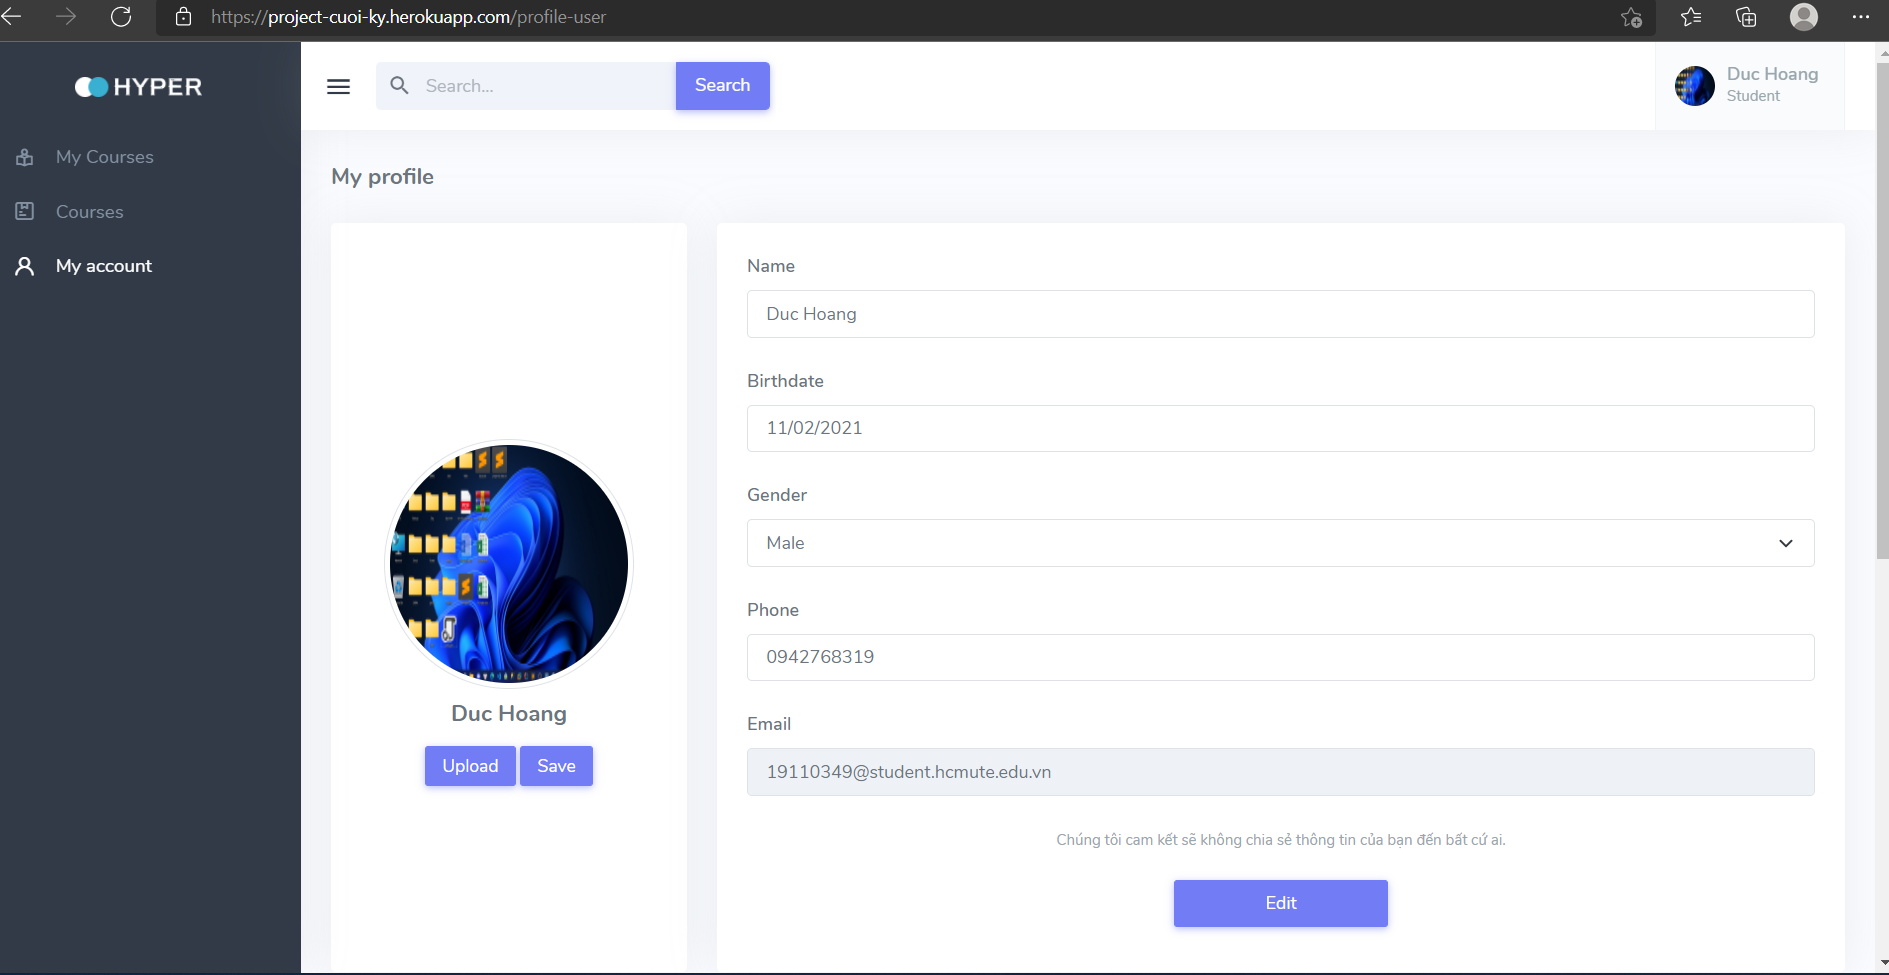 https://project-cuoi-ky.herokuapp.com/profile-user
HYPER
Search...
Search
Duc Hoang
Student
My Courses
Courses
My account
My profile
Duc Hoang
Upload
Save
Name
Duc Hoang
Birthdate
11/02/2021
Gender
Male
Phone
0942768319
Email
19110349@student.hcmute.edu.vn
Chúng tôi cam kết sẽ không chia sẻ thông tin của bạn đến bất cứ ai.
Edit